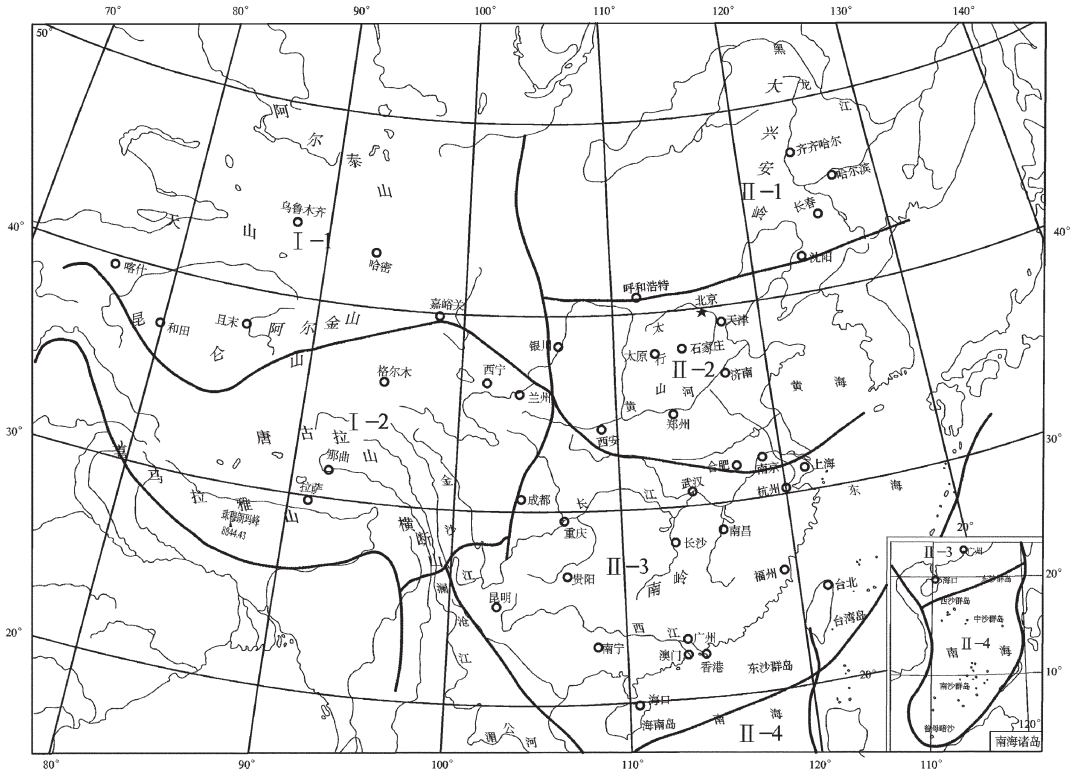 70°
80°
90°
100°
110°
120°
130°
140°
50°
黑
龙
江
大
兴
安
岭
阿
尔
泰
山
齐齐哈尔
哈尔滨
Ⅱ-1
长春
乌鲁木齐
天
山
Ⅰ-1
40°
40°
哈密
喀什
沈阳
呼和浩特
北京
嘉峪关
天津
昆
仑
山
和田
且末
阿
尔
金
山
银川
太
行
山
太原
石家庄
Ⅱ-2
济南
格尔木
西宁
兰州
黄
河
黄
海
郑州
Ⅰ-2
西安
30°
30°
唐
古
拉
山
那曲
合肥
南京
上海
喜
马
拉
雅
山
拉萨
金
沙
江
武汉
杭州
东
海
成都
长
江
珠穆朗玛峰
8844.43
横
断
山
重庆
南昌
长沙
20°
Ⅱ-3
贵阳
南
岭
福州
台北
台湾岛
澜
沧
江
昆明
20°
西
江
广州
南宁
澳门
香港
东沙群岛
20°
海口
海南岛
南
海
Ⅱ-4
湄
公
河
80°
90°
100°
110°
120°
Ⅱ-3
广州
20°
海口
东沙群岛
西沙群岛
中沙群岛
Ⅱ-4
南
海
10°
南沙群岛
曾母暗沙
120°
南海诸岛
110°